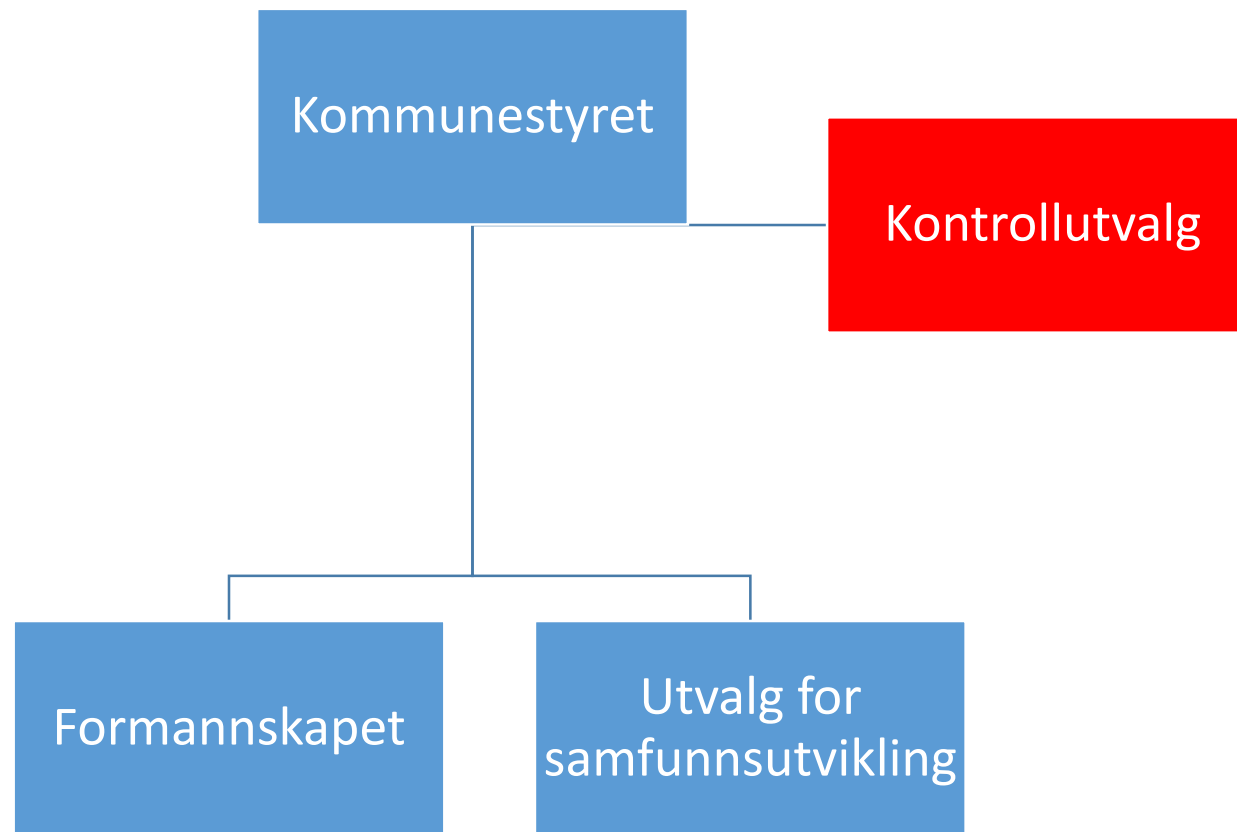 Kommunestyret
Kontrollutvalg
Formannskapet
Utvalg for
samfunnsutvikling